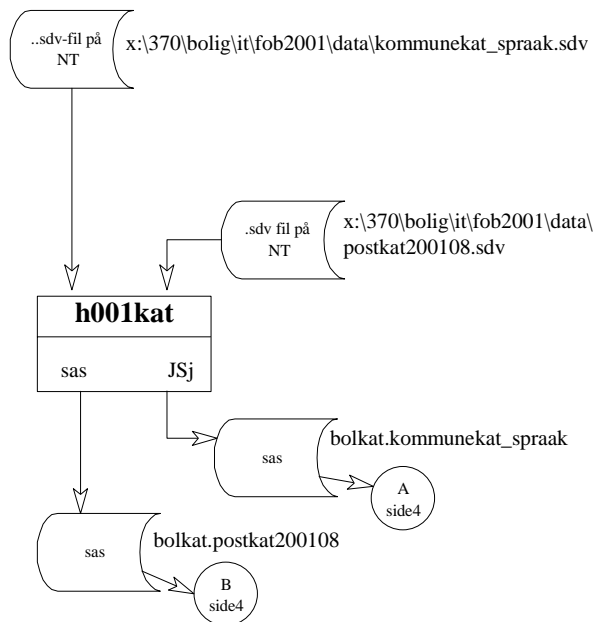 ..sdv-fil på
NT
x:\370\bolig\it\fob2001\data\kommunekat_spraak.sdv
.sdv fil på
NT
x:\370\bolig\it\fob2001\data\
postkat200108.sdv
h001kat
sas JSj
bolkat.kommunekat_spraak
sas
A
side4
bolkat.postkat200108
sas
B
side4